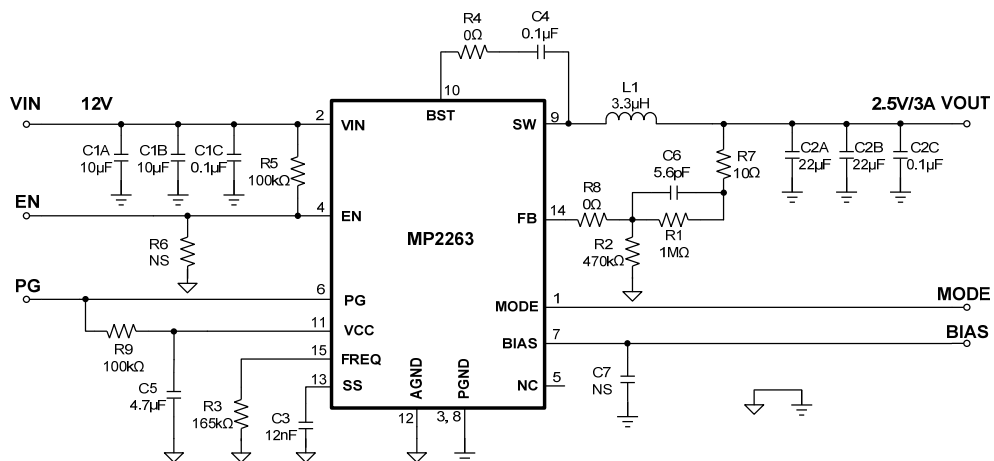 R4
0Ω
C4
0.1µF
10
BST
VIN
12V
2
VIN
SW
9
L1
3.3µH
2.5V/3A VOUT
C1A
10µF
C1B
10µF
C1C
0.1µF
R5
100kΩ
C6
5.6pF
R7
10Ω
C2A
22µF
C2B
22µF
C2C
0.1µF
EN
4
EN
MP2263
FB
14
R8
0Ω
R2
470kΩ
R1
1MΩ
R6
NS
PG
6
PG
MODE
1
MODE
11
VCC
BIAS
7
BIAS
R9
100kΩ
15
FREQ
C5
4.7µF
R3
165kΩ
13
SS
C3
12nF
AGND
12
PGND
3, 8
NC
5
C7
NS